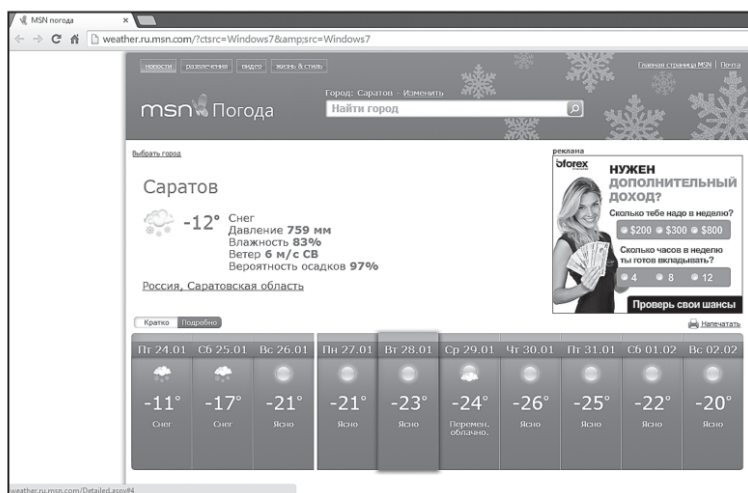 MSN погода
weather.ru.msn.com/?ctsrc=Windows7&amp;src=Windows7
новости развлечения видео жизнь & стиль
Главная страница MSN | Почта
Город: Саратов - Изменить
msn Погода
Найти город
Выбрать город
реклама
Саратов
-12°
Снег
Давление 759 мм
Влажность 83%
Ветер 6 м/с СВ
Вероятность осадков 97%
Россия, Саратовская область
oforex
НУЖЕН
ДОПОЛНИТЕЛЬНЫЙ
ДОХОД?
Сколько тебе надо в неделю?
$200 $300 $800
Сколько часов в неделю
ты готов вкладывать?
4 8 12
Проверь свои шансы
Кратко Подробно
Напечатать
Пт 24.01 Сб 25.01 Вс 26.01 Пн 27.01 Вт 28.01 Ср 29.01 Чт 30.01 Пт 31.01 Сб 01.02 Вс 02.02
-11° -17° -21° -21° -23° -24° -26° -25° -22° -20°
Снег Снег Ясно Ясно Ясно Перемен. Ясно Ясно Ясно Ясно
облачно.
weather.ru.msn.com/Detailed.aspx#4